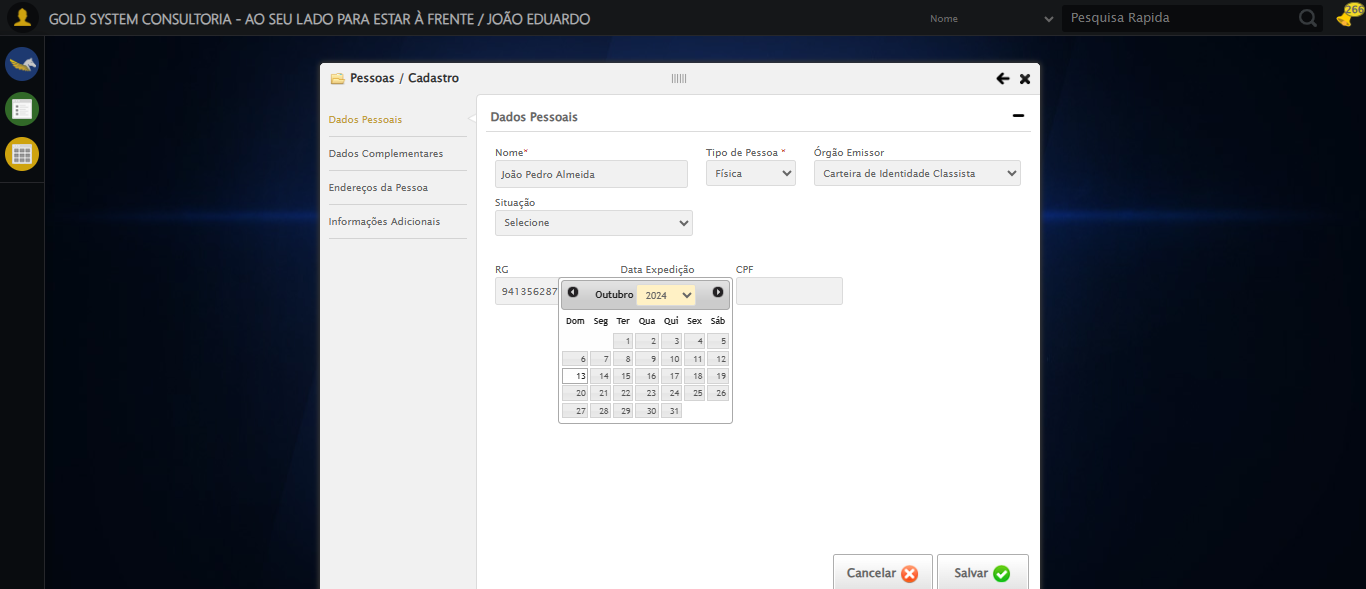 GOLD SYSTEM CONSULTORIA - AO SEU LADO PARA ESTAR À FRENTE / JOÃO EDUARDO
Nome
Pesquisa Rapida
266
Pessoas / Cadastro
Dados Pessoais
Dados Complementares
Endereços da Pessoa
Informações Adicionais
Dados Pessoais
Nome* Tipo de Pessoa * Órgão Emissor
João Pedro Almeida Física Carteira de Identidade Classista
Situação
Selecione
RG Data Expedição CPF
941356287
Outubro 2024
Dom Seg Ter Qua Qui Sex Sáb
1 2 3 4 5
6 7 8 9 10 11 12
13 14 15 16 17 18 19
20 21 22 23 24 25 26
27 28 29 30 31
Cancelar Salvar